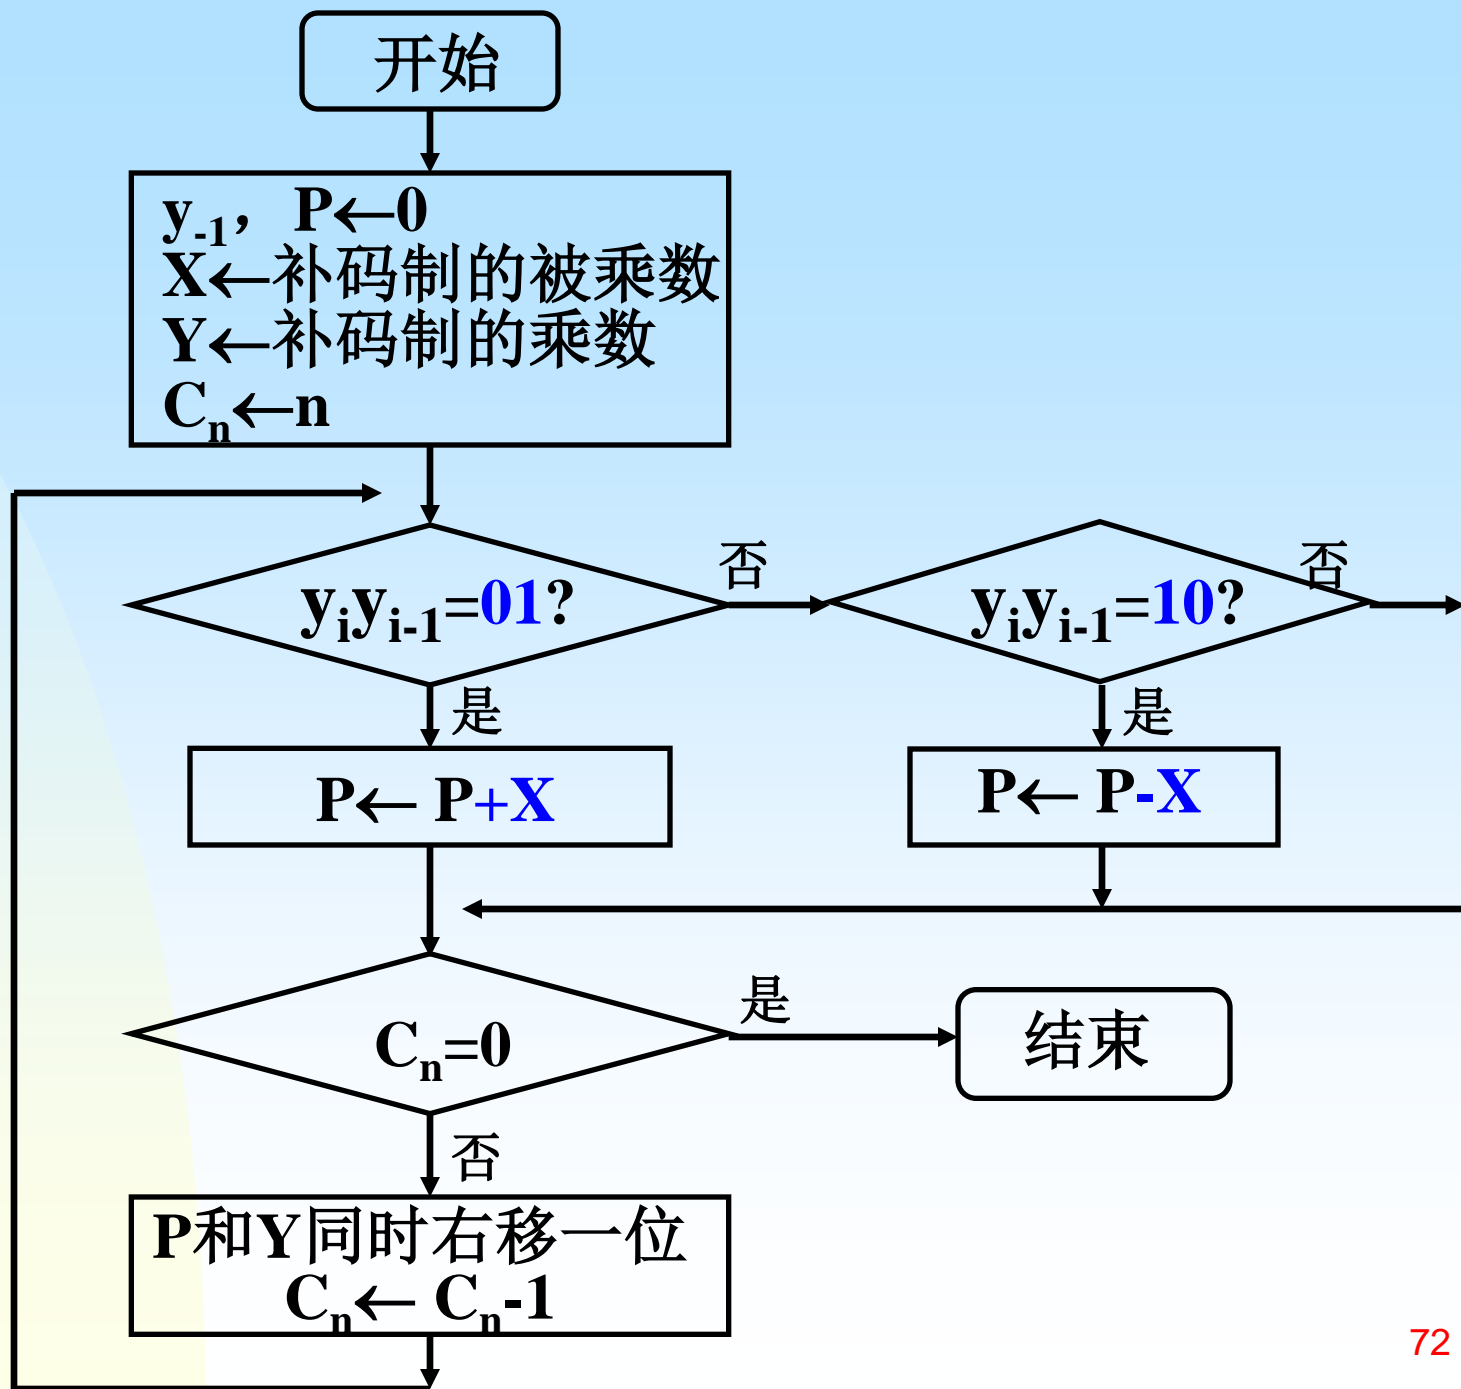 开始
y-1， P←0
X←补码制的被乘数
Y←补码制的乘数
Cn←n
yiyi-1=01?
否
yiyi-1=10?
否
是
是
P← P+X
P← P-X
Cn=0
是
结束
否
P和Y同时右移一位
Cn← Cn-1
72